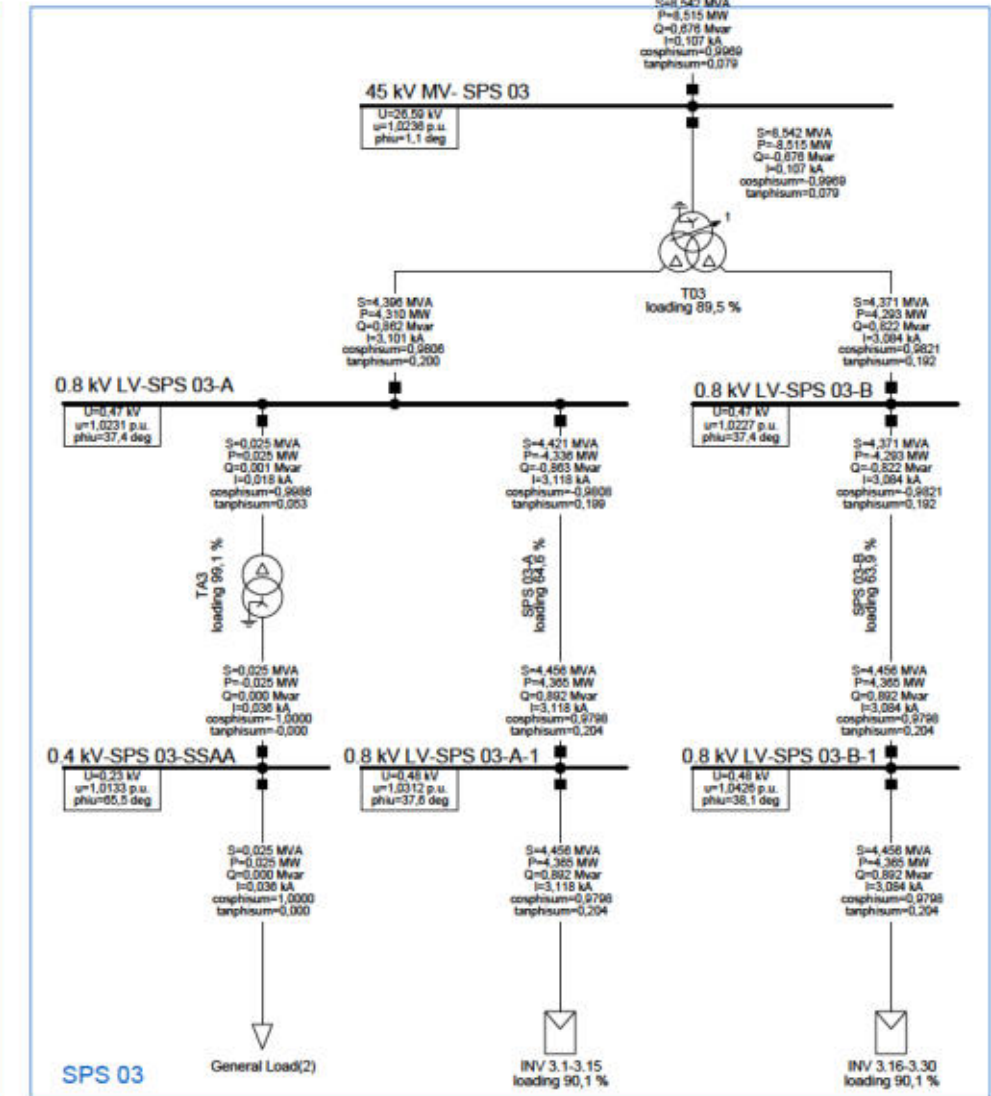 S=8,542 MVA
P=8,515 MW
Q=0,676 Mvar
I=0,107 kA
cosphisum=0,9969
tanphisum=0,079
45 kV MV- SPS 03
U=26,59 kV
u=1,0236 p.u.
phiu=1,1 deg
S=8,542 MVA
P=-8,515 MW
Q=-0,676 Mvar
I=0,107 kA
cosphisum=-0,9969
tanphisum=0,079
1
T03
loading 89,5 %
S=4,396 MVA
P=4,310 MW
Q=0,862 Mvar
I=3,101 kA
cosphisum=0,9806
tanphisum=0,200
S=4,371 MVA
P=4,293 MW
Q=0,822 Mvar
I=3,084 kA
cosphisum=0,9821
tanphisum=0,192
0.8 kV LV-SPS 03-A
U=0,47 kV
u=1,0231 p.u.
phiu=37,4 deg
0.8 kV LV-SPS 03-B
U=0,47 kV
u=1,0227 p.u.
phiu=37,4 deg
S=0,025 MVA
P=0,025 MW
Q=0,001 Mvar
I=0,018 kA
cosphisum=0,9986
tanphisum=0,053
S=4,421 MVA
P=-4,336 MW
Q=-0,863 Mvar
I=3,118 kA
cosphisum=-0,9808
tanphisum=0,199
S=4,371 MVA
P=-4,293 MW
Q=-0,822 Mvar
I=3,084 kA
cosphisum=-0,9821
tanphisum=0,192
TA3
loading 99,1 %
SPS 03-A
loading 64,6 %
SPS 03-B
loading 63,9 %
S=0,025 MVA
P=-0,025 MW
Q=0,000 Mvar
I=0,036 kA
cosphisum=-1,0000
tanphisum=-0,000
S=4,456 MVA
P=4,365 MW
Q=0,892 Mvar
I=3,118 kA
cosphisum=0,9798
tanphisum=0,204
S=4,456 MVA
P=4,365 MW
Q=0,892 Mvar
I=3,084 kA
cosphisum=0,9798
tanphisum=0,204
0.4 kV-SPS 03-SSAA
U=0,23 kV
u=1,0133 p.u.
phiu=65,5 deg
0.8 kV LV-SPS 03-A-1
U=0,48 kV
u=1,0312 p.u.
phiu=37,6 deg
0.8 kV LV-SPS 03-B-1
U=0,48 kV
u=1,0426 p.u.
phiu=38,1 deg
S=0,025 MVA
P=0,025 MW
Q=0,000 Mvar
I=0,036 kA
cosphisum=1,0000
tanphisum=0,000
S=4,456 MVA
P=4,365 MW
Q=0,892 Mvar
I=3,118 kA
cosphisum=0,9798
tanphisum=0,204
S=4,456 MVA
P=4,365 MW
Q=0,892 Mvar
I=3,084 kA
cosphisum=0,9798
tanphisum=0,204
General Load(2)
INV 3.1-3.15
loading 90,1 %
INV 3.16-3.30
loading 90,1 %
SPS 03